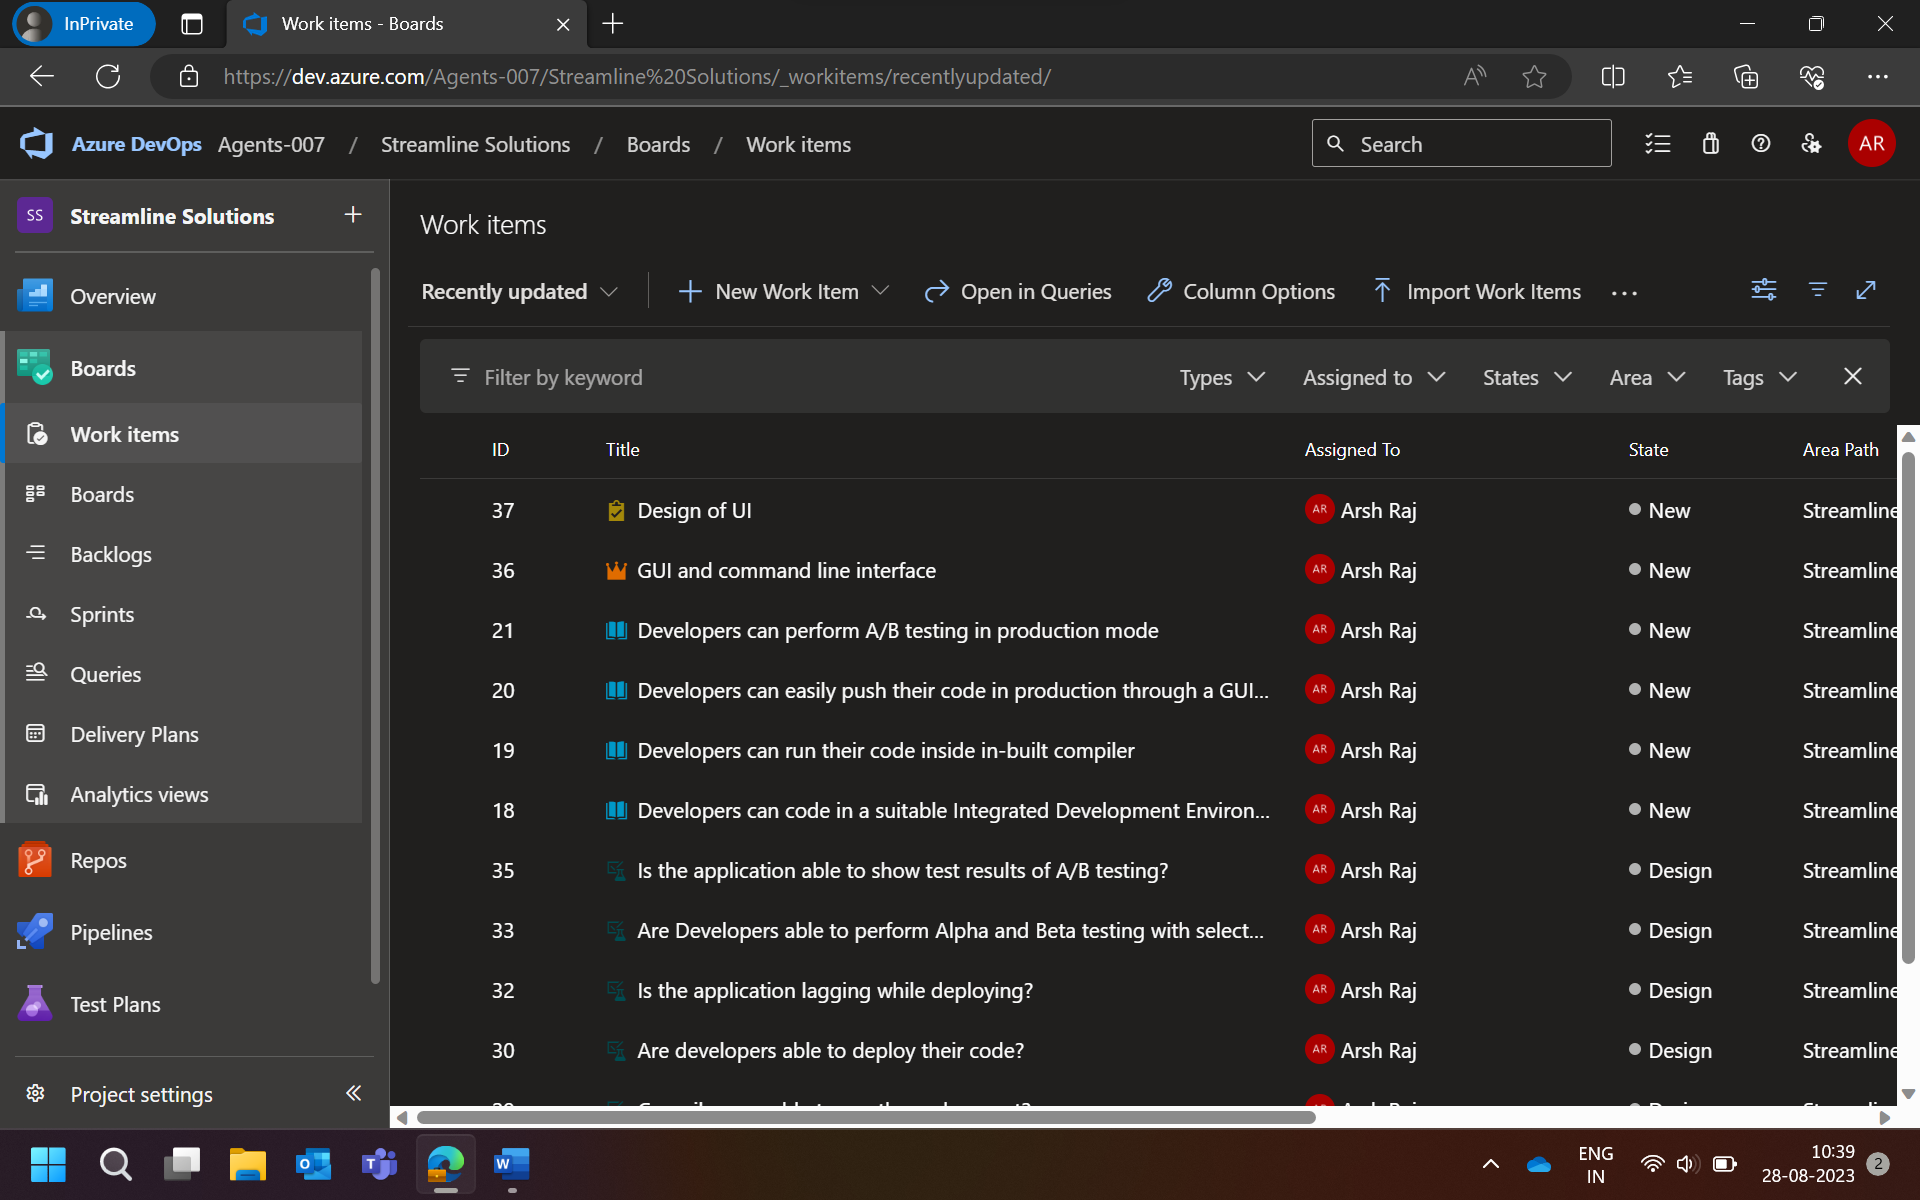 InPrivate
Work items - Boards
https://dev.azure.com/Agents-007/Streamline%20Solutions/_workitems/recentlyupdated/
Azure DevOps Agents-007 / Streamline Solutions / Boards / Work items
Search
AR
SS Streamline Solutions
Overview
Boards
Work items
Boards
Backlogs
Sprints
Queries
Delivery Plans
Analytics views
Repos
Pipelines
Test Plans
Project settings
Work items
Recently updated New Work Item Open in Queries Column Options Import Work Items
Filter by keyword Types Assigned to States Area Tags
ID Title Assigned To State Area Path
37 Design of UI AR Arsh Raj New Streamline
36 GUI and command line interface AR Arsh Raj New Streamline
21 Developers can perform A/B testing in production mode AR Arsh Raj New Streamline
20 Developers can easily push their code in production through a GUI... AR Arsh Raj New Streamline
19 Developers can run their code inside in-built compiler AR Arsh Raj New Streamline
18 Developers can code in a suitable Integrated Development Environ... AR Arsh Raj New Streamline
35 Is the application able to show test results of A/B testing? AR Arsh Raj Design Streamline
33 Are Developers able to perform Alpha and Beta testing with select... AR Arsh Raj Design Streamline
32 Is the application lagging while deploying? AR Arsh Raj Design Streamline
30 Are developers able to deploy their code? AR Arsh Raj Design Streamline
ENG
IN
10:39
28-08-2023
2